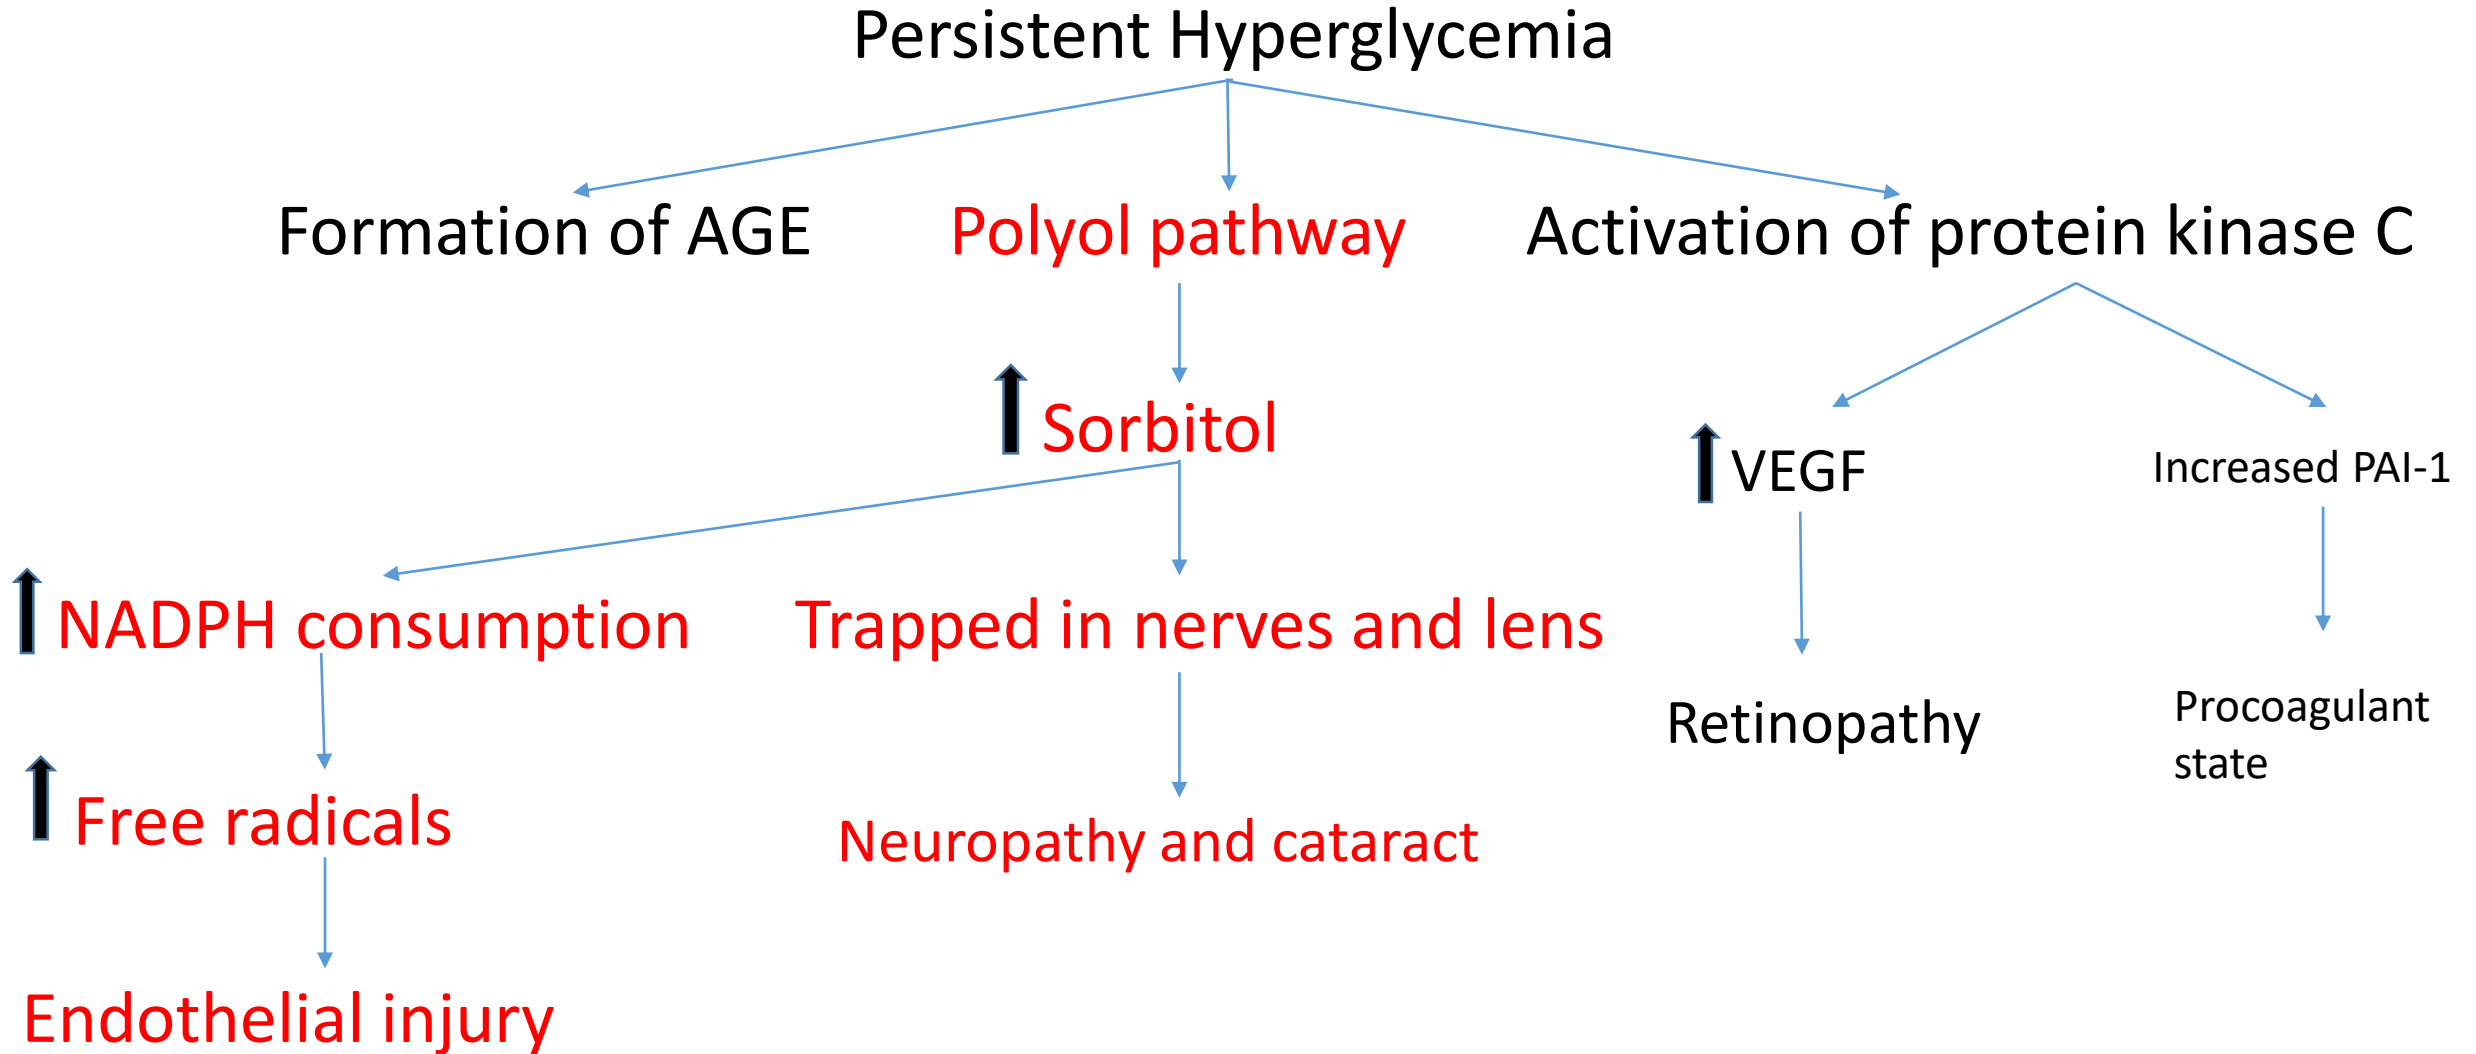 Persistent Hyperglycemia
Formation of AGE
Polyol pathway
Activation of protein kinase C
Sorbitol
VEGF
Increased PAI-1
NADPH consumption
Trapped in nerves and lens
Retinopathy
Procoagulant
state
Free radicals
Neuropathy and cataract
Endothelial injury